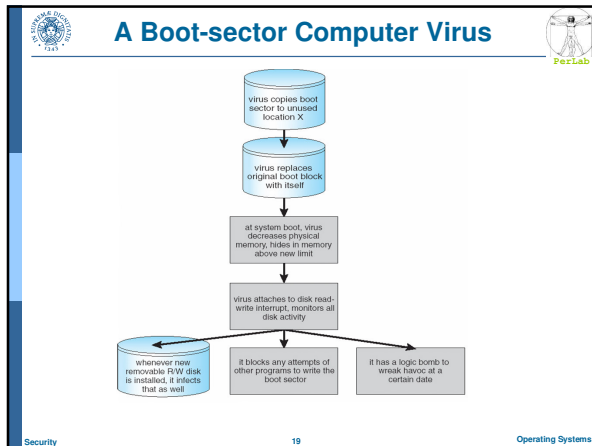 A Boot-sector Computer Virus
IN SUPREMÆ DIGNITATIS
1343
PerLab
virus copies boot
sector to unused
location X
virus replaces
original boot block
with itself
at system boot, virus
decreases physical
memory, hides in memory
above new limit
virus attaches to disk read-
write interrupt, monitors all
disk activity
whenever new
removable R/W disk
is installed, it infects
that as well
it blocks any attempts of
other programs to write the
boot sector
it has a logic bomb to
wreak havoc at a
certain date
Security
19
Operating Systems